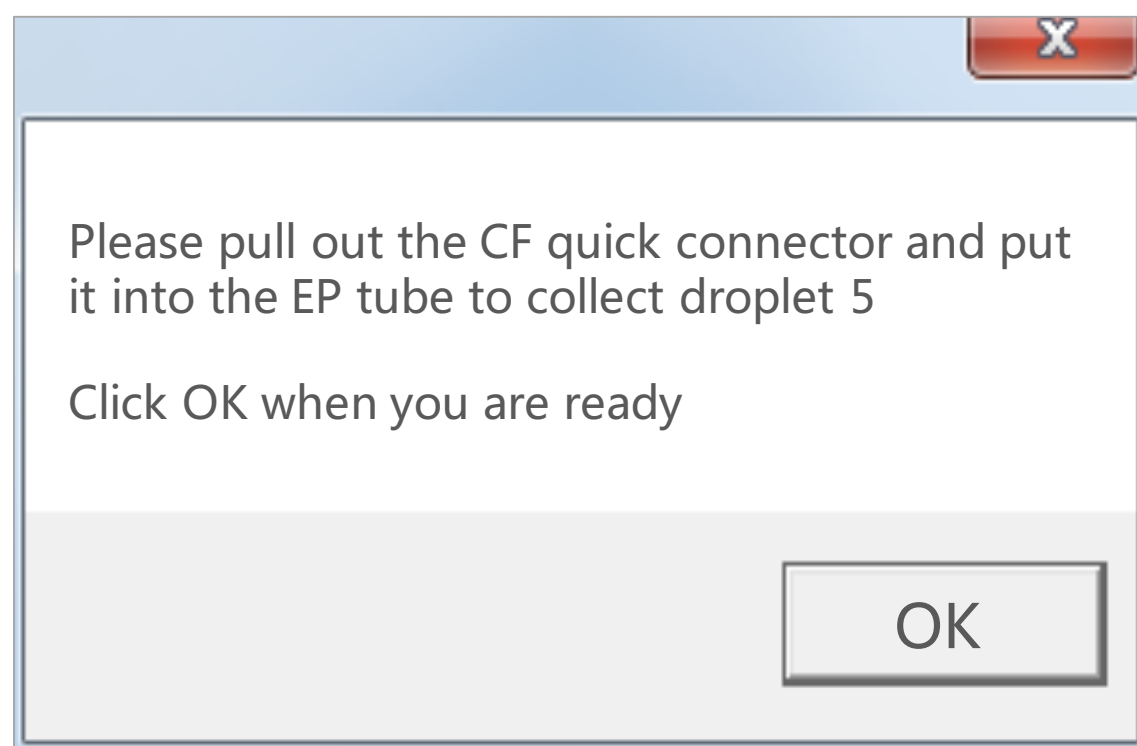 X
Please pull out the CF quick connector and put
it into the EP tube to collect droplet 5
Click OK when you are ready
OK